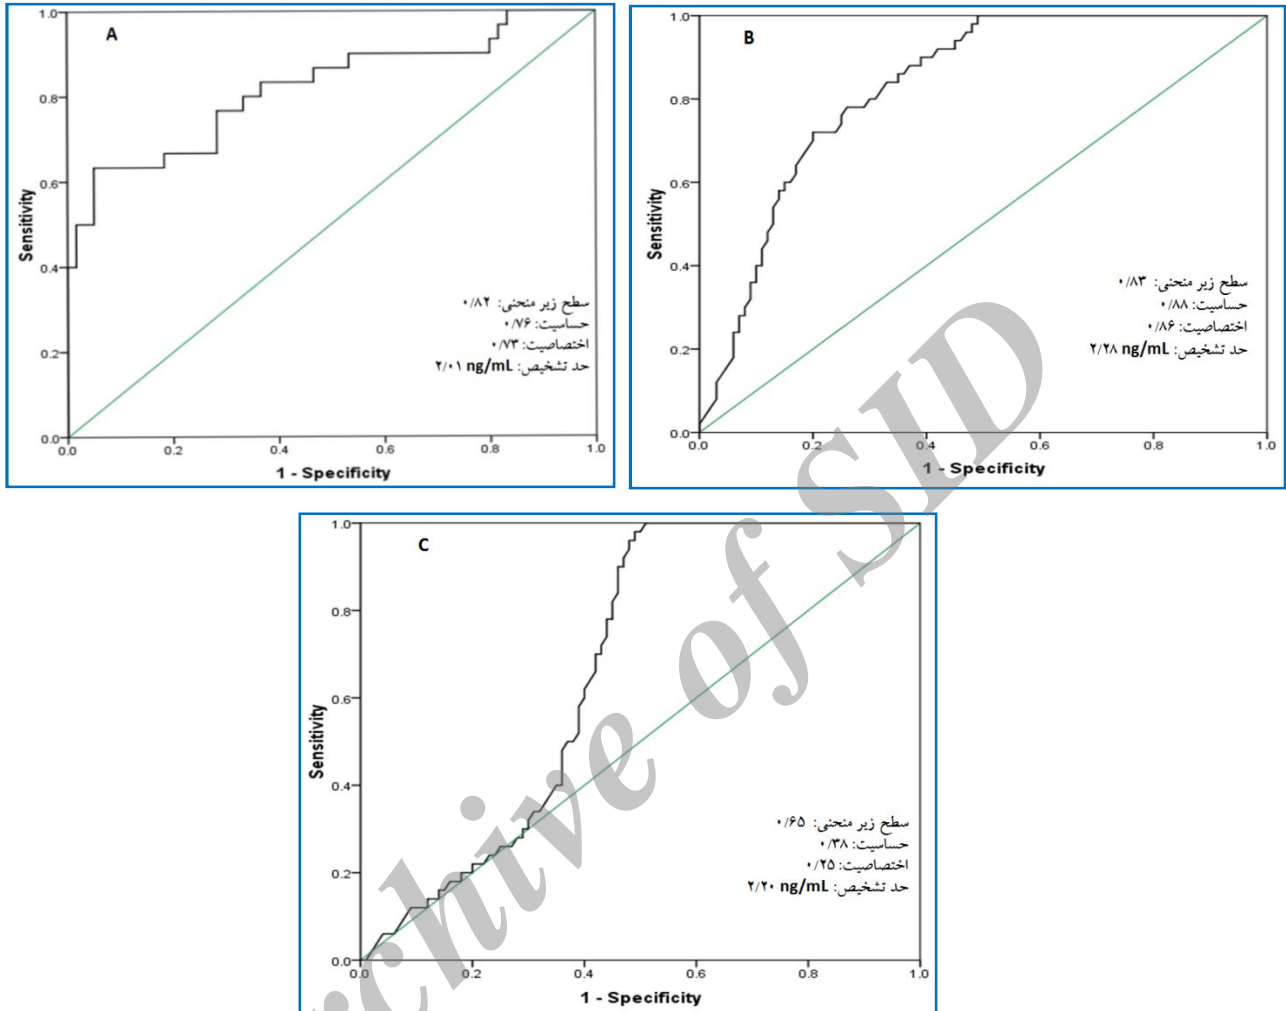 A
1.0
0.8
0.6
0.4
0.2
0.0
Sensitivity
0.0 0.2 0.4 0.6 0.8 1.0
1 - Specificity
سطح زیر منحنی: ۰/۸۲
حساسیت: ۰/۷۶
اختصاصیت: ۰/۷۳
حد تشخیص: ۲/۰۱ ng/mL
B
1.0
0.8
0.6
0.4
0.2
0.0
Sensitivity
0.0 0.2 0.4 0.6 0.8 1.0
1 - Specificity
سطح زیر منحنی: ۰/۸۳
حساسیت: ۰/۸۸
اختصاصیت: ۰/۸۶
حد تشخیص: ۲/۲۸ ng/mL
C
1.0
0.8
0.6
0.4
0.2
0.0
Sensitivity
0.0 0.2 0.4 0.6 0.8 1.0
1 - Specificity
سطح زیر منحنی: ۰/۶۵
حساسیت: ۰/۳۸
اختصاصیت: ۰/۲۵
حد تشخیص: ۲/۲۰ ng/mL
rchive of SID